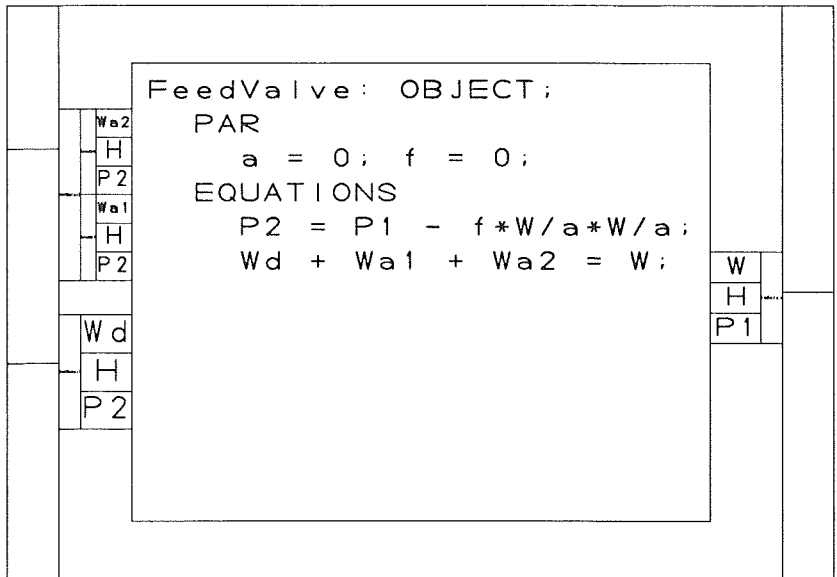 FeedValve: OBJECT;
PAR
a = 0; f = 0;
EQUATIONS
P2 = P1 - f*W/a*W/a;
Wd + Wa1 + Wa2 = W;
Wa2
H
P2
Wa1
H
P2
Wd
H
P2
W
H
P1